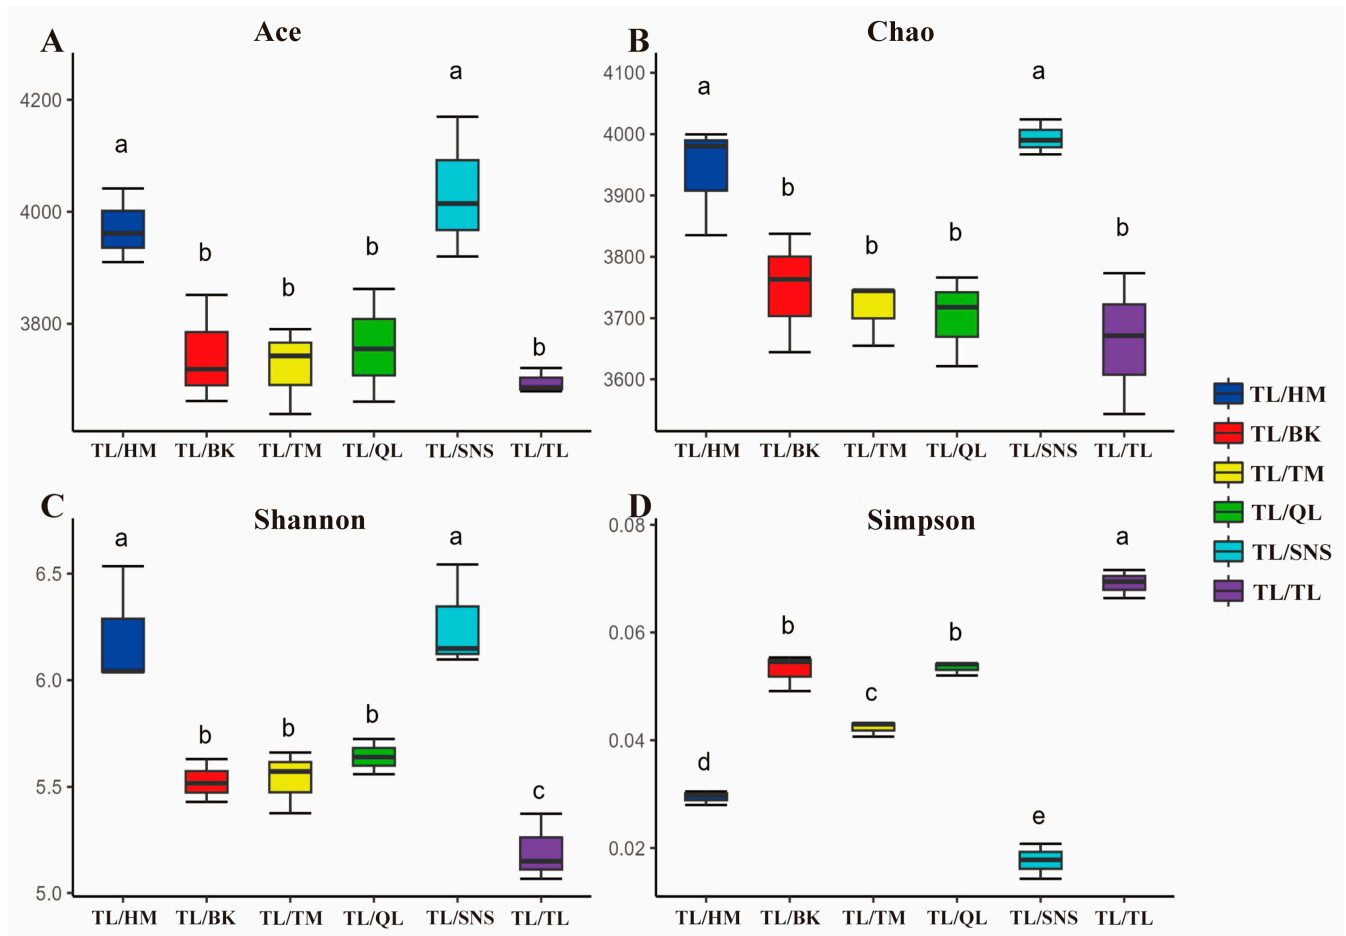 A
Ace
4200
4000
3800
a
b
b
b
a
b
TL/HM
TL/BK
TL/TM
TL/QL
TL/SNS
TL/TL
B
Chao
4100
4000
3900
3800
3700
3600
a
b
b
b
a
b
TL/HM
TL/BK
TL/TM
TL/QL
TL/SNS
TL/TL
C
Shannon
6.5
6.0
5.5
5.0
a
b
b
b
a
c
TL/HM
TL/BK
TL/TM
TL/QL
TL/SNS
TL/TL
D
Simpson
0.08
0.06
0.04
0.02
d
b
c
b
e
a
TL/HM
TL/BK
TL/TM
TL/QL
TL/SNS
TL/TL
TL/HM
TL/BK
TL/TM
TL/QL
TL/SNS
TL/TL